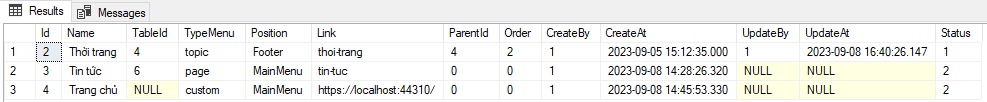 Results Messages
Id Name TableId TypeMenu Position Link ParentId Order CreateBy CreateAt UpdateBy UpdateAt Status
1 2 Thời trang 4 topic Footer thoi-trang 4 2 1 2023-09-05 15:12:35.000 1 2023-09-08 16:40:26.147 1
2 3 Tin tức 6 page MainMenu tin-tuc 0 0 1 2023-09-08 14:28:26.320 NULL NULL 2
3 4 Trang chủ NULL custom MainMenu https://localhost:44310/ 0 0 1 2023-09-08 14:45:53.330 NULL NULL 2